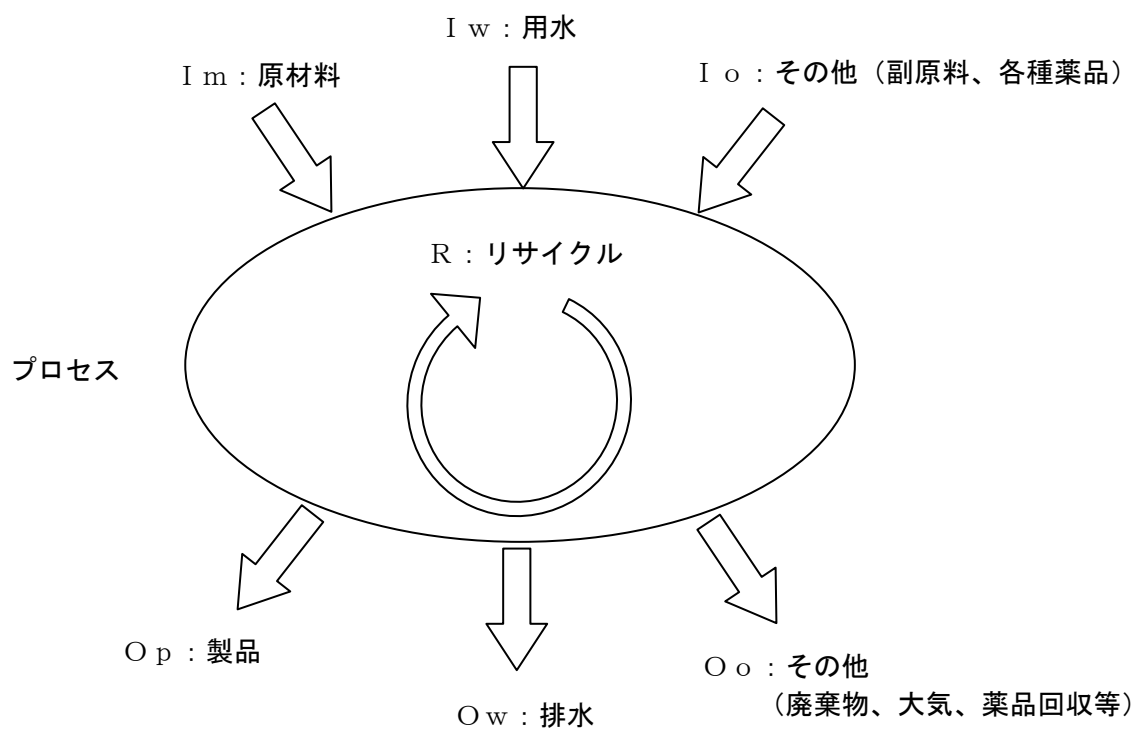 Ｉｗ：用水
Ｉｍ：原材料
Ｉｏ：その他（副原料、各種薬品）
Ｒ：リサイクル
プロセス
Ｏｐ：製品
Ｏｗ：排水
Ｏｏ：その他
（廃棄物、大気、薬品回収等）